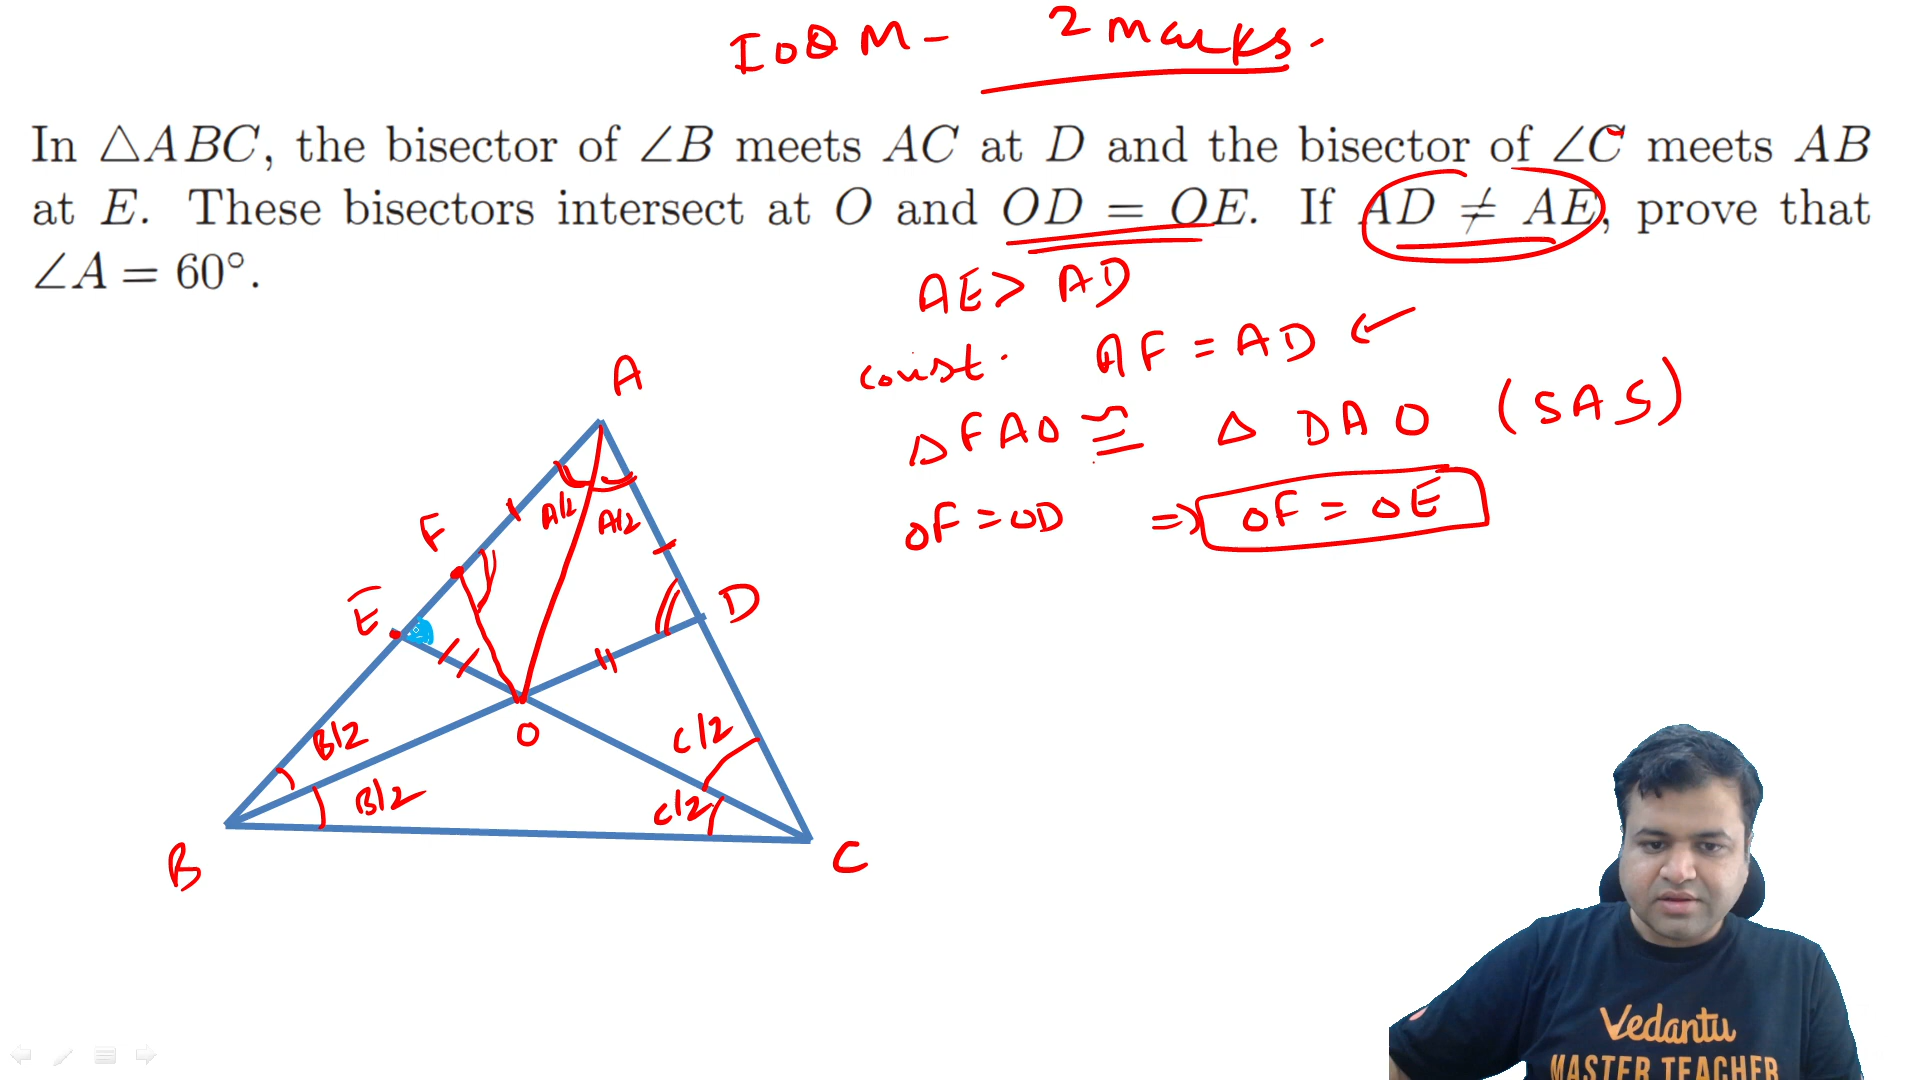 IOQM - 2 marks.
In △ABC, the bisector of ∠B meets AC at D and the bisector of ∠C meets AB
at E. These bisectors intersect at O and OD = OE. If AD ≠ AE, prove that
∠A = 60°.
AE > AD
const. AF = AD
△FAO ≅ △DAO (SAS)
OF = OD ⇒ OF = OE
A
F
A/2
A/2
E
D
O
B/2
C/2
B/2
C/2
B
C
Vedantu
MASTER TEACHER